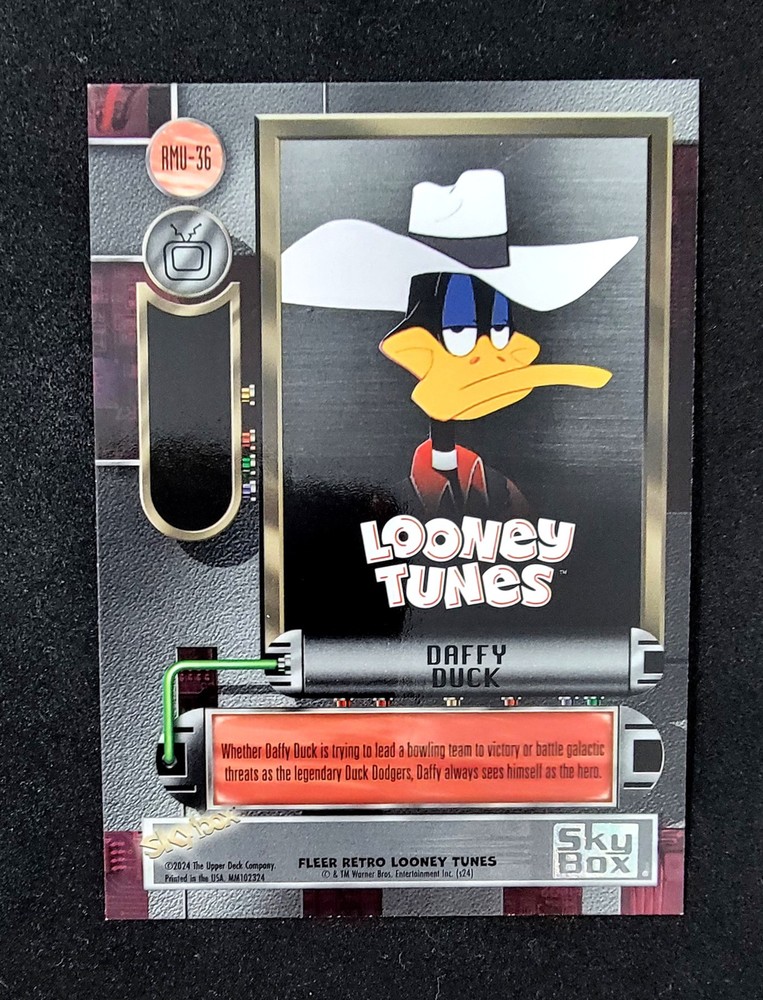 RMU-36
LOONEY
TUNES™
DAFFY
DUCK
Whether Daffy Duck is trying to lead a bowling team to victory or battle galactic
threats as the legendary Duck Dodgers, Daffy always sees himself as the hero.
skybox
©2024 The Upper Deck Company.
Printed in the USA. MM102324
FLEER RETRO LOONEY TUNES
© & TM Warner Bros. Entertainment Inc. (s24)
Sky
Box®